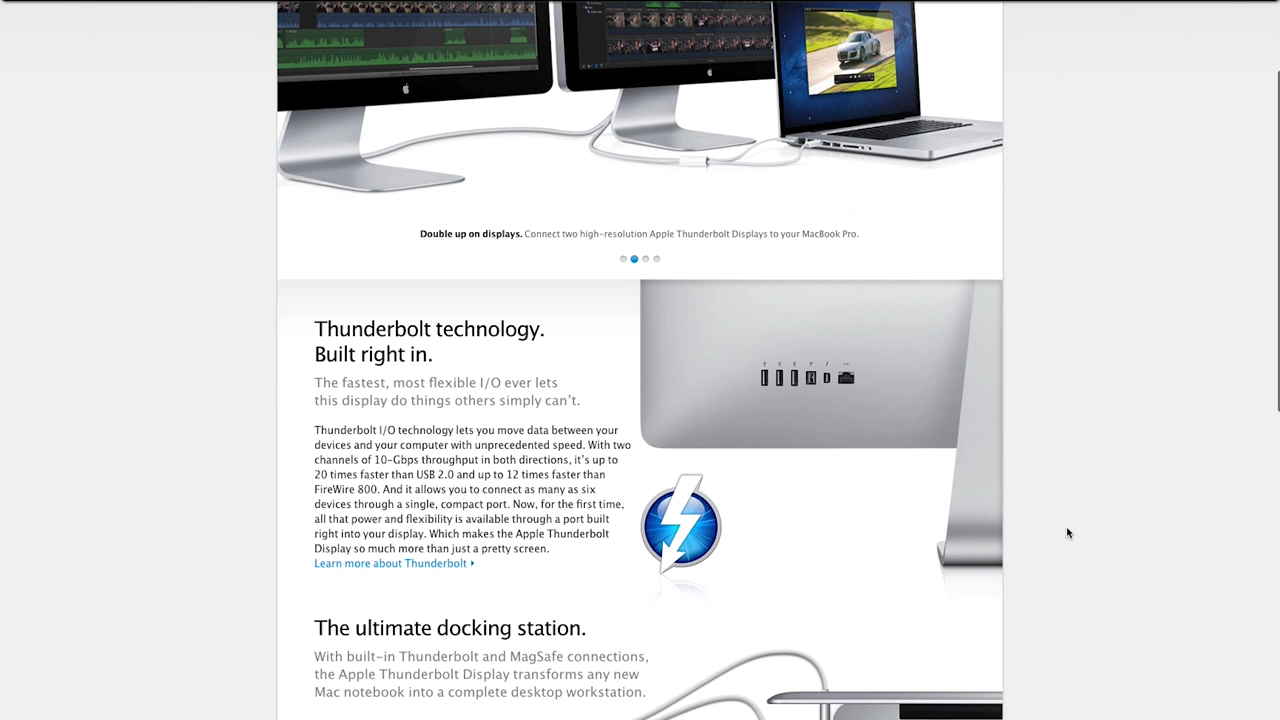 Double up on displays. Connect two high-resolution Apple Thunderbolt Displays to your MacBook Pro.
Thunderbolt technology.
Built right in.
The fastest, most flexible I/O ever lets
this display do things others simply can't.
Thunderbolt I/O technology lets you move data between your
devices and your computer with unprecedented speed. With two
channels of 10-Gbps throughput in both directions, it's up to
20 times faster than USB 2.0 and up to 12 times faster than
FireWire 800. And it allows you to connect as many as six
devices through a single, compact port. Now, for the first time,
all that power and flexibility is available through a port built
right into your display. Which makes the Apple Thunderbolt
Display so much more than just a pretty screen.
Learn more about Thunderbolt
The ultimate docking station.
With built-in Thunderbolt and MagSafe connections,
the Apple Thunderbolt Display transforms any new
Mac notebook into a complete desktop workstation.